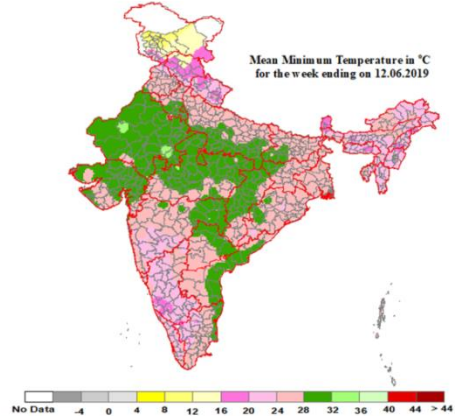 Mean Minimum Temperature in °C
for the week ending on 12.06.2019
No Data -4 0 4 8 12 16 20 24 28 32 36 40 44 > 44